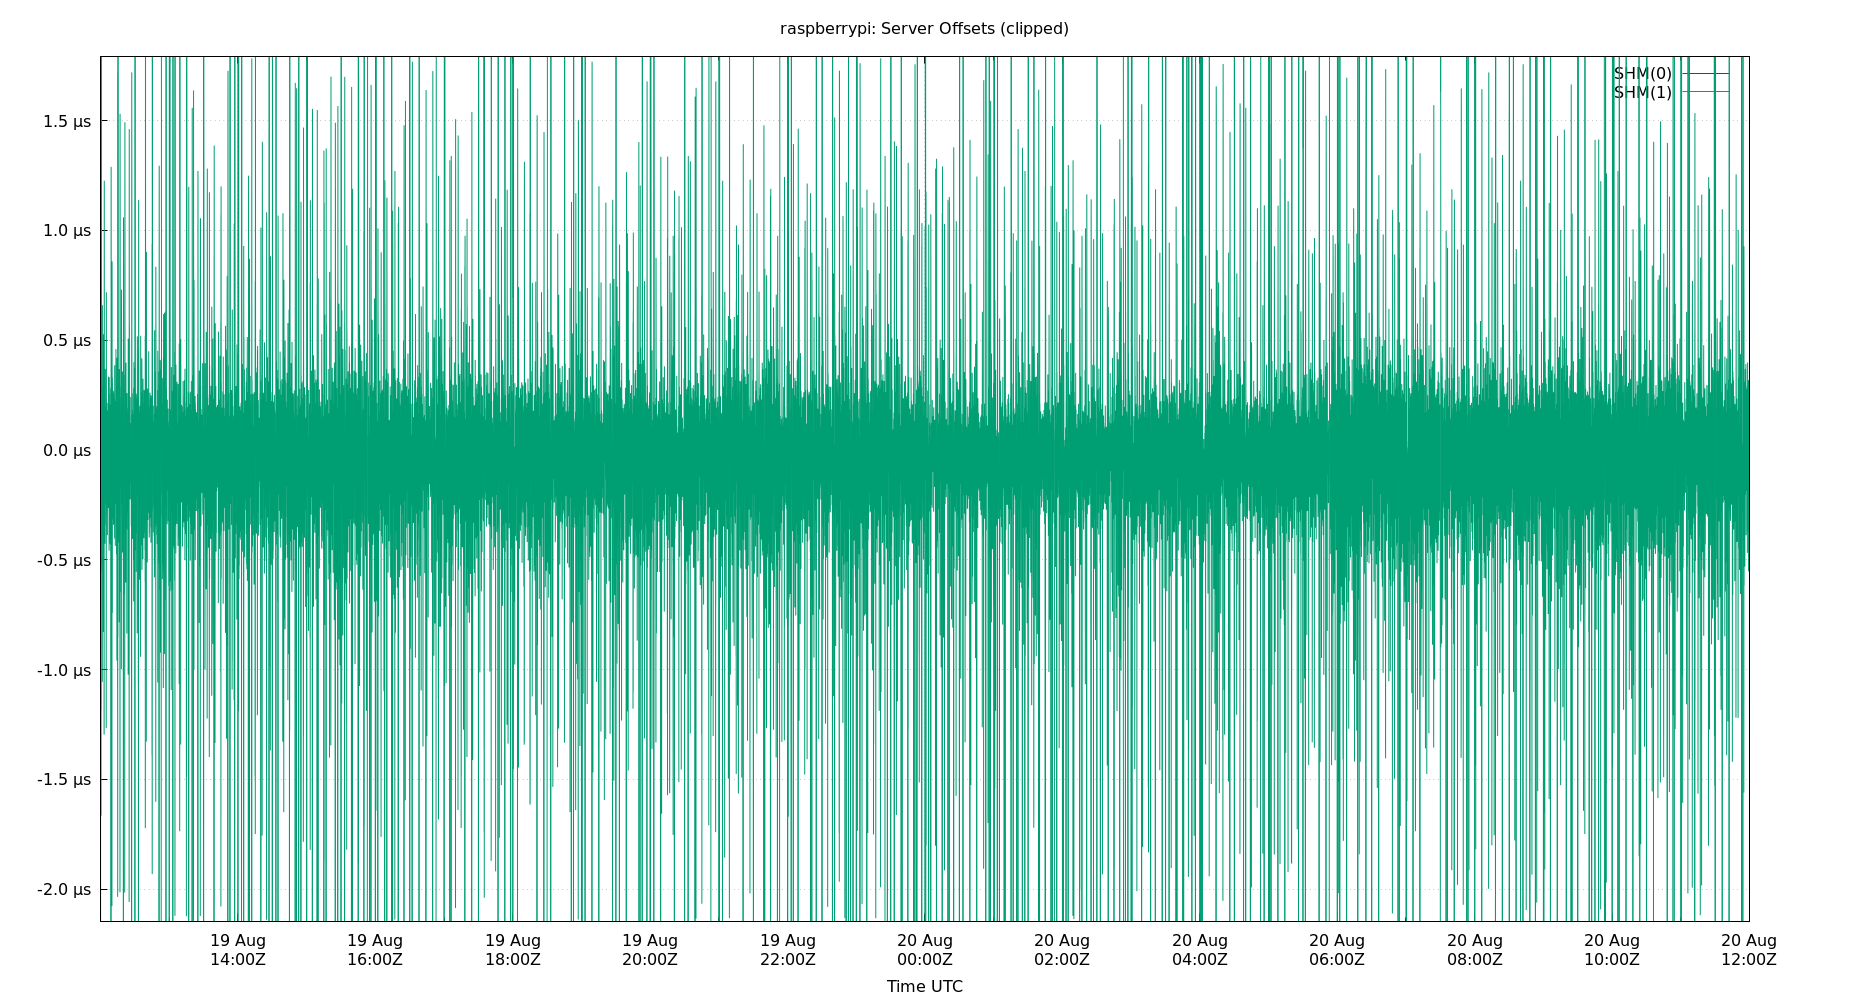 raspberrypi: Server Offsets (clipped)
SHM(0)
SHM(1)
1.5 µs
1.0 µs
0.5 µs
0.0 µs
-0.5 µs
-1.0 µs
-1.5 µs
-2.0 µs
19 Aug 19 Aug 19 Aug 19 Aug 19 Aug 20 Aug 20 Aug 20 Aug 20 Aug 20 Aug 20 Aug 20 Aug
14:00Z 16:00Z 18:00Z 20:00Z 22:00Z 00:00Z 02:00Z 04:00Z 06:00Z 08:00Z 10:00Z 12:00Z
Time UTC